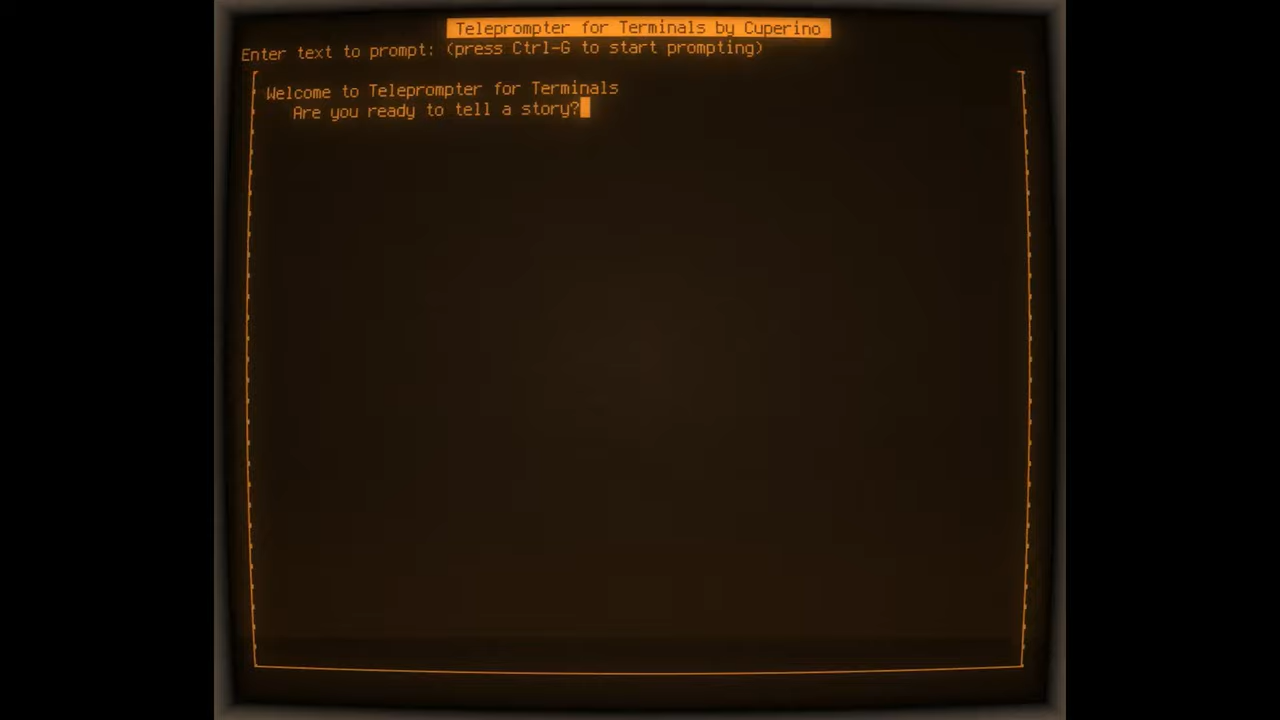 Teleprompter for Terminals by Cuperino
Enter text to prompt: (press Ctrl-G to start prompting)
Welcome to Teleprompter for Terminals
Are you ready to tell a story?